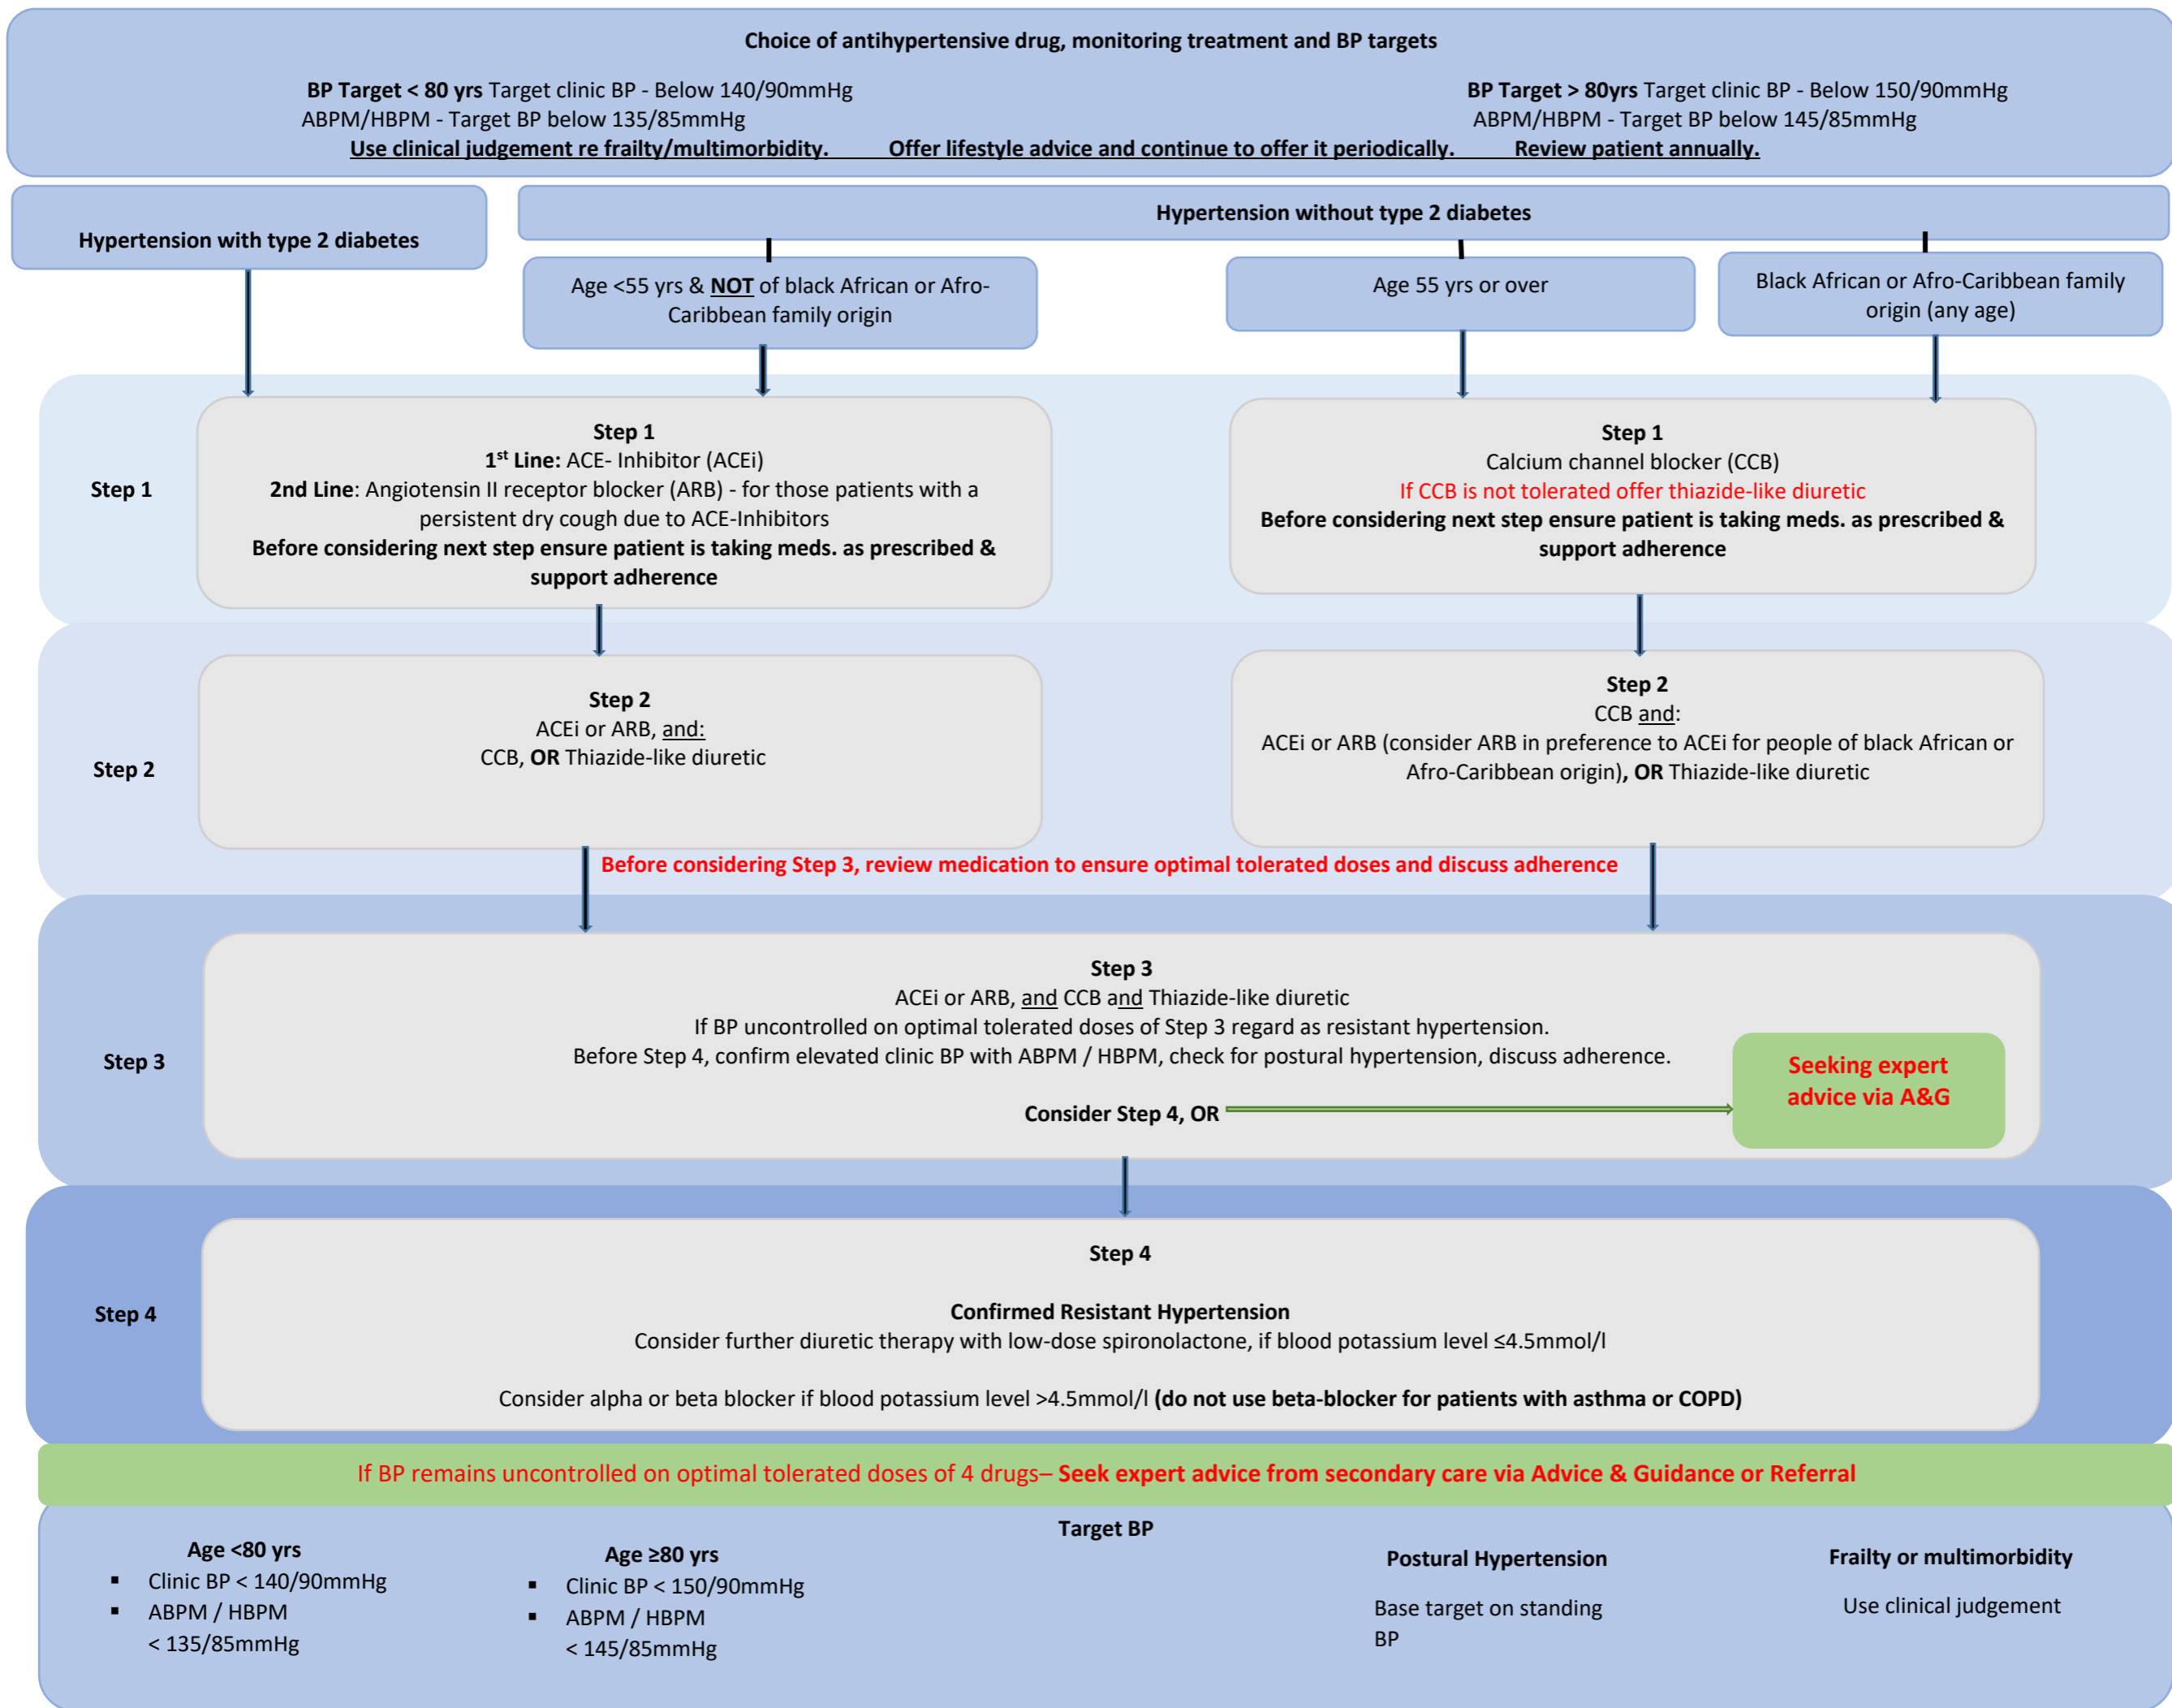 Choice of antihypertensive drug, monitoring treatment and BP targets
BP Target < 80 yrs Target clinic BP - Below 140/90mmHg
ABPM/HBPM - Target BP below 135/85mmHg
BP Target > 80yrs Target clinic BP - Below 150/90mmHg
ABPM/HBPM - Target BP below 145/85mmHg
Use clinical judgement re frailty/multimorbidity. Offer lifestyle advice and continue to offer it periodically. Review patient annually.
Hypertension with type 2 diabetes
Hypertension without type 2 diabetes
Age <55 yrs & NOT of black African or Afro-
Caribbean family origin
Age 55 yrs or over
Black African or Afro-Caribbean family
origin (any age)
Step 1
Step 1
1st Line: ACE- Inhibitor (ACEi)
2nd Line: Angiotensin II receptor blocker (ARB) - for those patients with a
persistent dry cough due to ACE-Inhibitors
Before considering next step ensure patient is taking meds. as prescribed &
support adherence
Step 1
Calcium channel blocker (CCB)
If CCB is not tolerated offer thiazide-like diuretic
Before considering next step ensure patient is taking meds. as prescribed &
support adherence
Step 2
Step 2
ACEi or ARB, and:
CCB, OR Thiazide-like diuretic
Step 2
CCB and:
ACEi or ARB (consider ARB in preference to ACEi for people of black African or
Afro-Caribbean origin), OR Thiazide-like diuretic
Before considering Step 3, review medication to ensure optimal tolerated doses and discuss adherence
Step 3
Step 3
ACEi or ARB, and CCB and Thiazide-like diuretic
If BP uncontrolled on optimal tolerated doses of Step 3 regard as resistant hypertension.
Before Step 4, confirm elevated clinic BP with ABPM / HBPM, check for postural hypertension, discuss adherence.
Consider Step 4, OR
Seeking expert
advice via A&G
Step 4
Step 4
Confirmed Resistant Hypertension
Consider further diuretic therapy with low-dose spironolactone, if blood potassium level ≤4.5mmol/l
Consider alpha or beta blocker if blood potassium level >4.5mmol/l (do not use beta-blocker for patients with asthma or COPD)
If BP remains uncontrolled on optimal tolerated doses of 4 drugs– Seek expert advice from secondary care via Advice & Guidance or Referral
Target BP
Age <80 yrs
▪ Clinic BP < 140/90mmHg
▪ ABPM / HBPM
< 135/85mmHg
Age ≥80 yrs
▪ Clinic BP < 150/90mmHg
▪ ABPM / HBPM
< 145/85mmHg
Postural Hypertension
Base target on standing
BP
Frailty or multimorbidity
Use clinical judgement